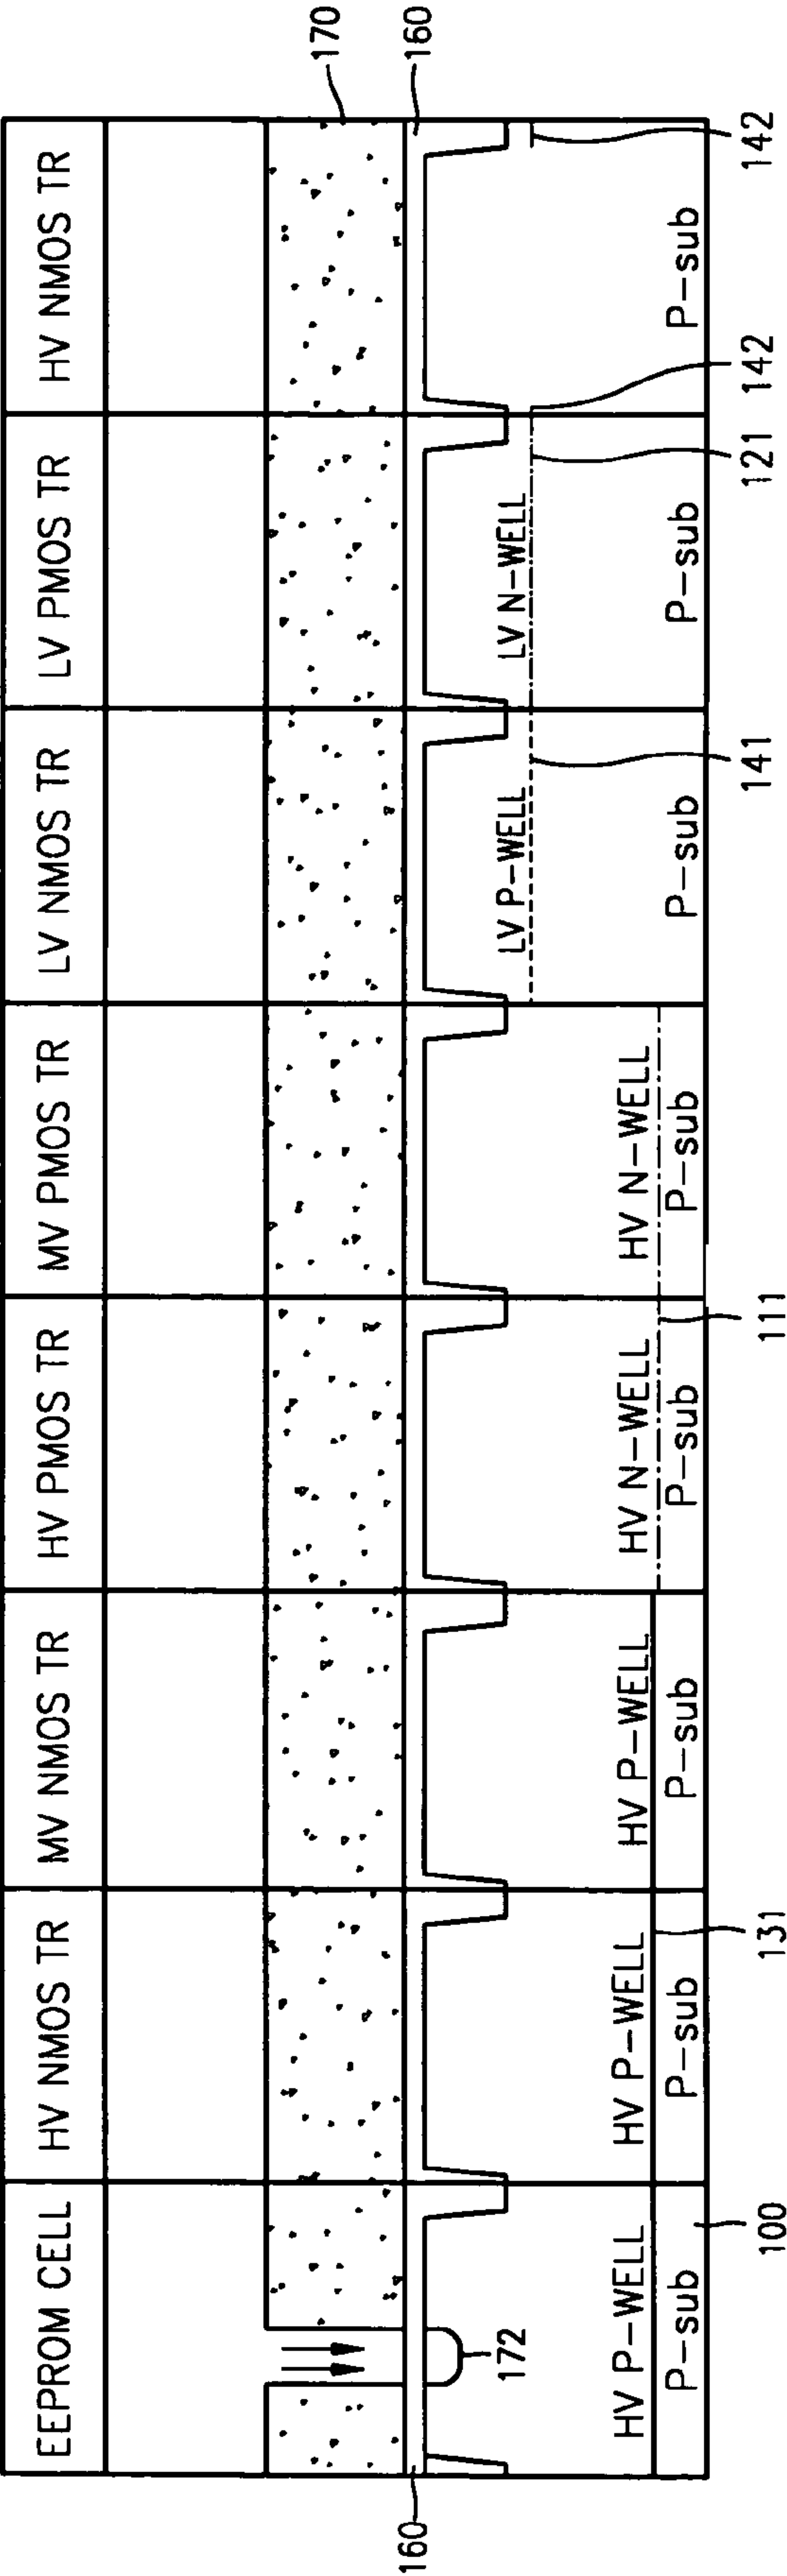 EEPROM CELL
HV NMOS TR
MV NMOS TR
HV PMOS TR
MV PMOS TR
LV NMOS TR
LV PMOS TR
HV NMOS TR
170
160
160
172
LV P-WELL
LV N-WELL
HV P-WELL
HV P-WELL
HV P-WELL
HV N-WELL
HV N-WELL
P-sub
P-sub
P-sub
P-sub
P-sub
P-sub
P-sub
P-sub
100
131
111
141
121
142
142